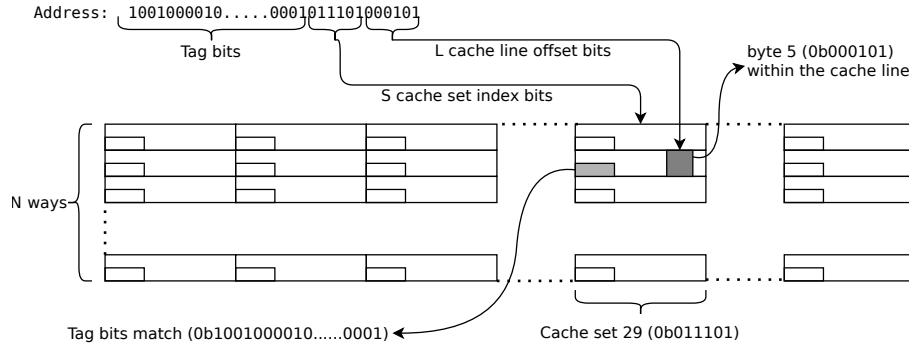 Address: 1001000010.....0001011101000101
Tag bits
L cache line offset bits
S cache set index bits
byte 5 (0b000101)
within the cache line
N ways
Tag bits match (0b1001000010......0001)
Cache set 29 (0b011101)